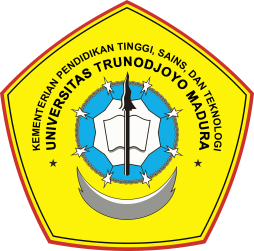 KEMENTERIAN PENDIDIKAN TINGGI, SAINS, DAN TEKNOLOGI
UNIVERSITAS TRUNODJOYO MADURA